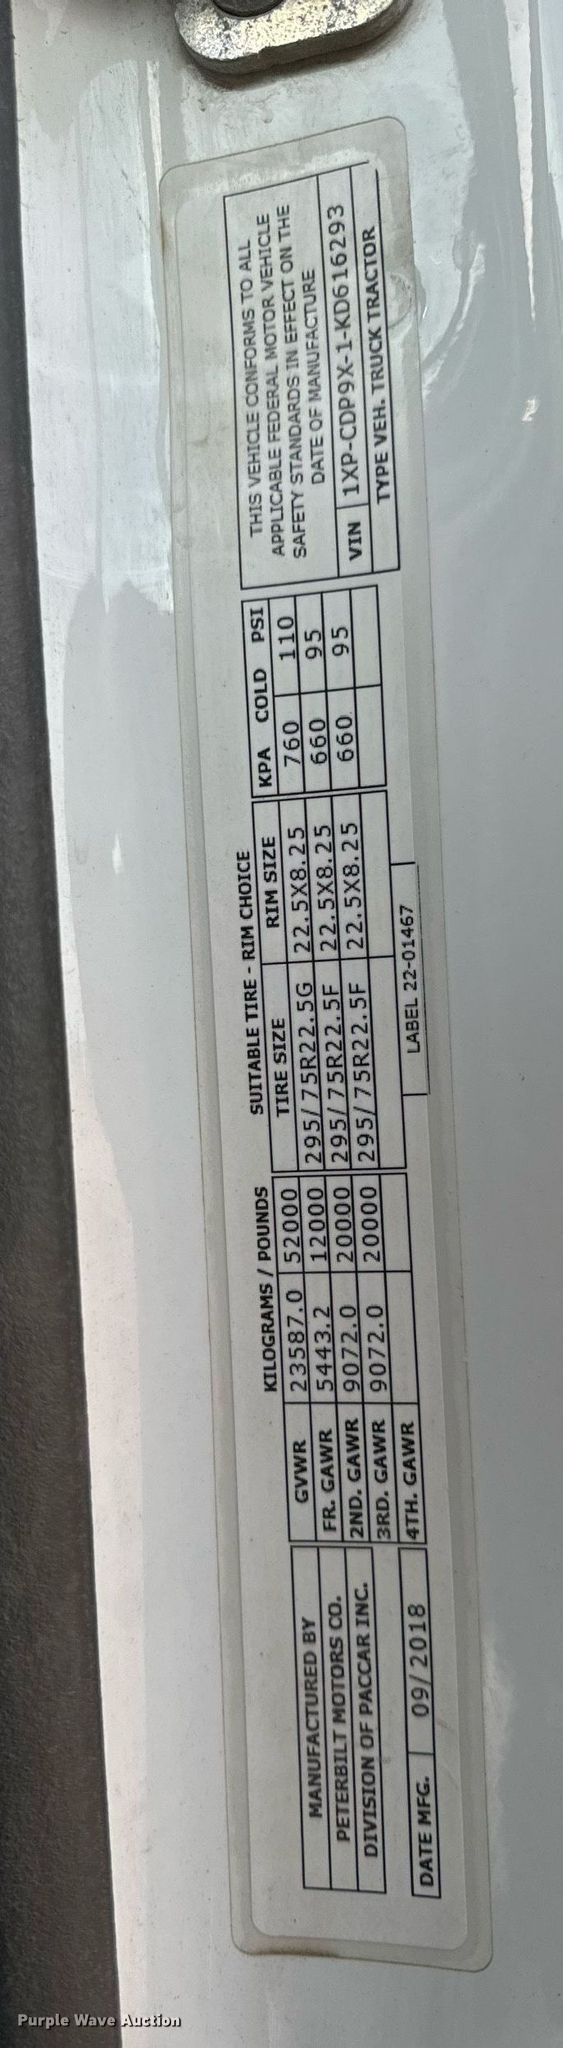 MANUFACTURED BY
PETERBILT MOTORS CO.
DIVISION OF PACCAR INC.
DATE MFG. 09/2018
KILOGRAMS / POUNDS
GVWR 23587.0 52000
FR. GAWR 5443.2 12000
2ND. GAWR 9072.0 20000
3RD. GAWR 9072.0 20000
4TH. GAWR
SUITABLE TIRE - RIM CHOICE
TIRE SIZE RIM SIZE KPA COLD PSI
295/75R22.5G 22.5X8.25 760 110
295/75R22.5F 22.5X8.25 660 95
295/75R22.5F 22.5X8.25 660 95
LABEL 22-01467
THIS VEHICLE CONFORMS TO ALL
APPLICABLE FEDERAL MOTOR VEHICLE
SAFETY STANDARDS IN EFFECT ON THE
DATE OF MANUFACTURE
VIN 1XP-CDP9X-1-KD616293
TYPE VEH. TRUCK TRACTOR
Purple Wave Auction